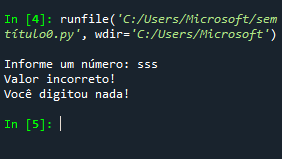 In [4]: runfile('C:/Users/Microsoft/sem
título0.py', wdir='C:/Users/Microsoft')
Informe um número: sss
Valor incorreto!
Você digitou nada!
In [5]: